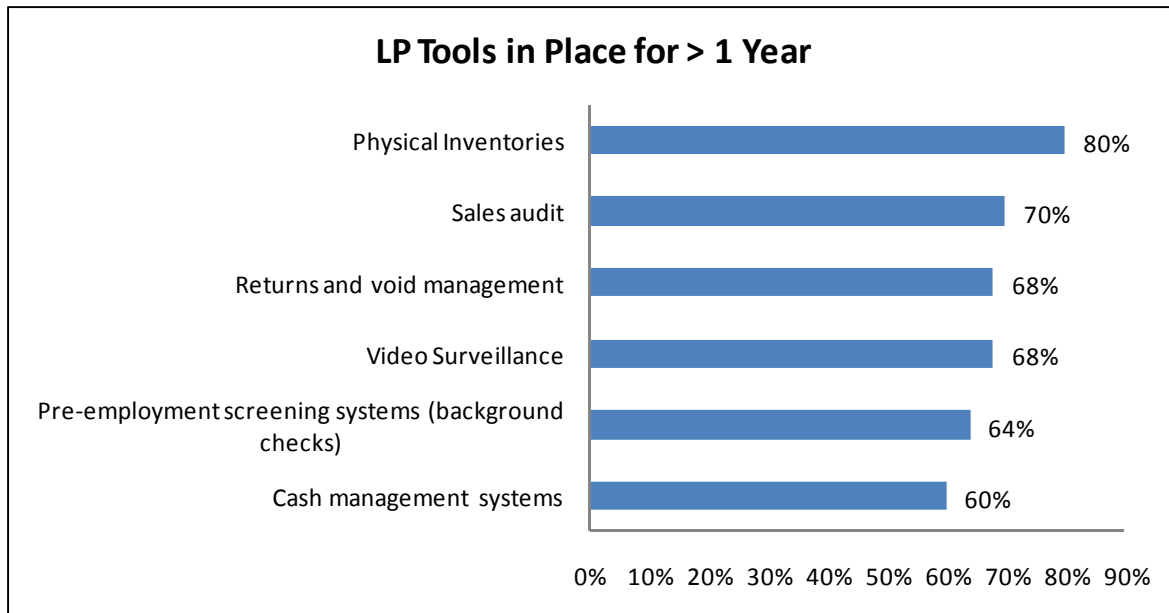 LP Tools in Place for > 1 Year
Physical Inventories
80%
Sales audit
70%
Returns and void management
68%
Video Surveillance
68%
Pre-employment screening systems (background
checks)
64%
Cash management systems
60%
0% 10% 20% 30% 40% 50% 60% 70% 80% 90%